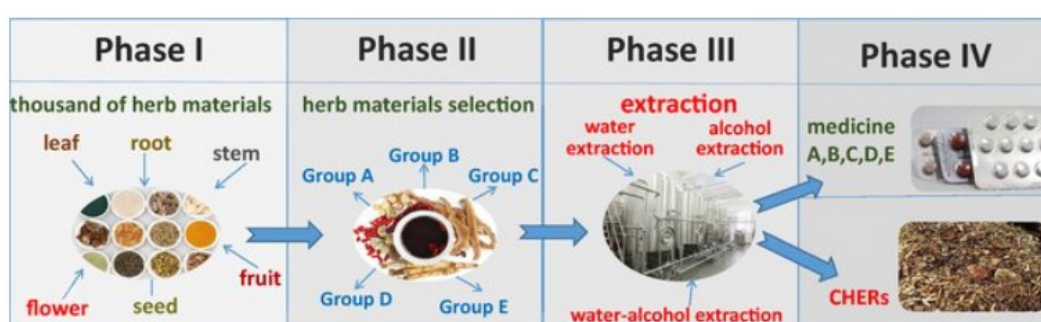 Phase I
thousand of herb materials
leaf
root
stem
flower
seed
fruit
Phase II
herb materials selection
Group A
Group B
Group C
Group D
Group E
Phase III
extraction
water
extraction
alcohol
extraction
water-alcohol extraction
Phase IV
medicine
A,B,C,D,E
CHERs